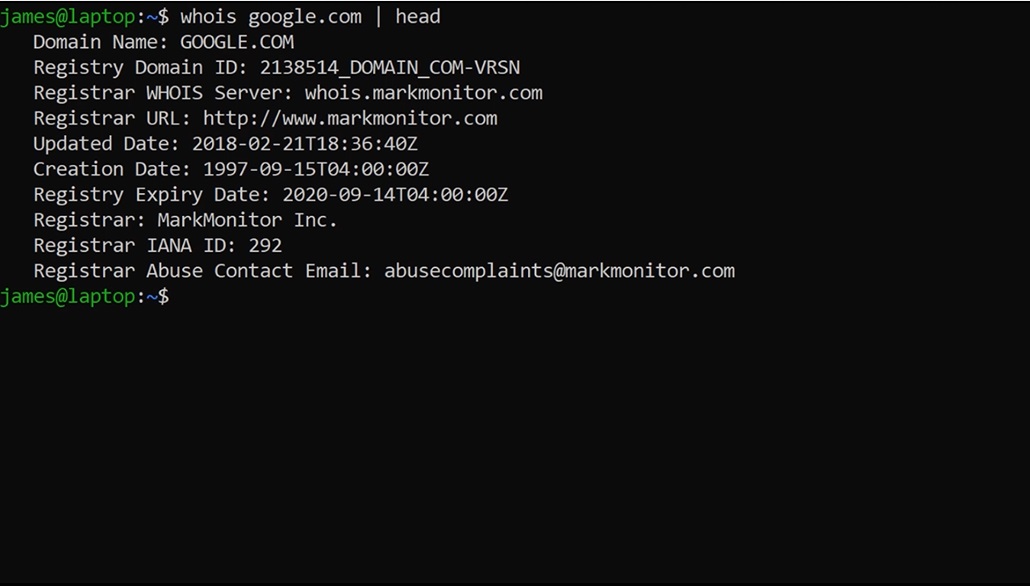 james@laptop:~$ whois google.com | head
Domain Name: GOOGLE.COM
Registry Domain ID: 2138514_DOMAIN_COM-VRSN
Registrar WHOIS Server: whois.markmonitor.com
Registrar URL: http://www.markmonitor.com
Updated Date: 2018-02-21T18:36:40Z
Creation Date: 1997-09-15T04:00:00Z
Registry Expiry Date: 2020-09-14T04:00:00Z
Registrar: MarkMonitor Inc.
Registrar IANA ID: 292
Registrar Abuse Contact Email: abusecomplaints@markmonitor.com
james@laptop:~$